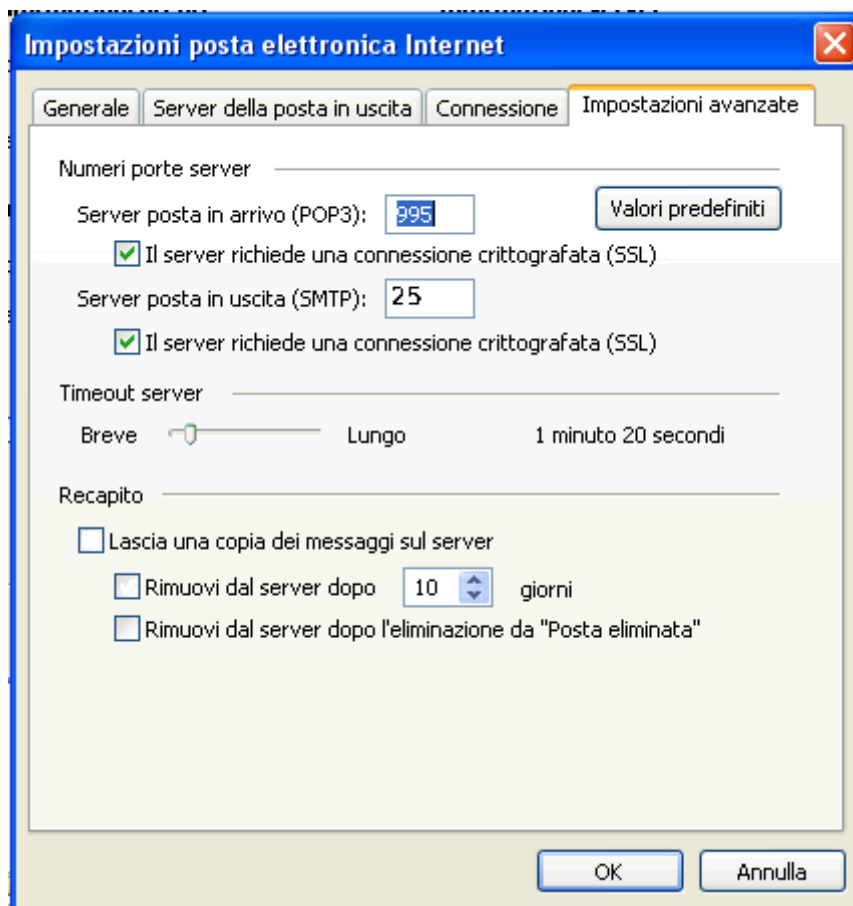 Impostazioni posta elettronica Internet
Generale Server della posta in uscita Connessione Impostazioni avanzate
Numeri porte server
Server posta in arrivo (POP3): 995 Valori predefiniti
Il server richiede una connessione crittografata (SSL)
Server posta in uscita (SMTP): 25
Il server richiede una connessione crittografata (SSL)
Timeout server
Breve Lungo 1 minuto 20 secondi
Recapito
Lascia una copia dei messaggi sul server
Rimuovi dal server dopo 10 giorni
Rimuovi dal server dopo l'eliminazione da "Posta eliminata"
OK Annulla